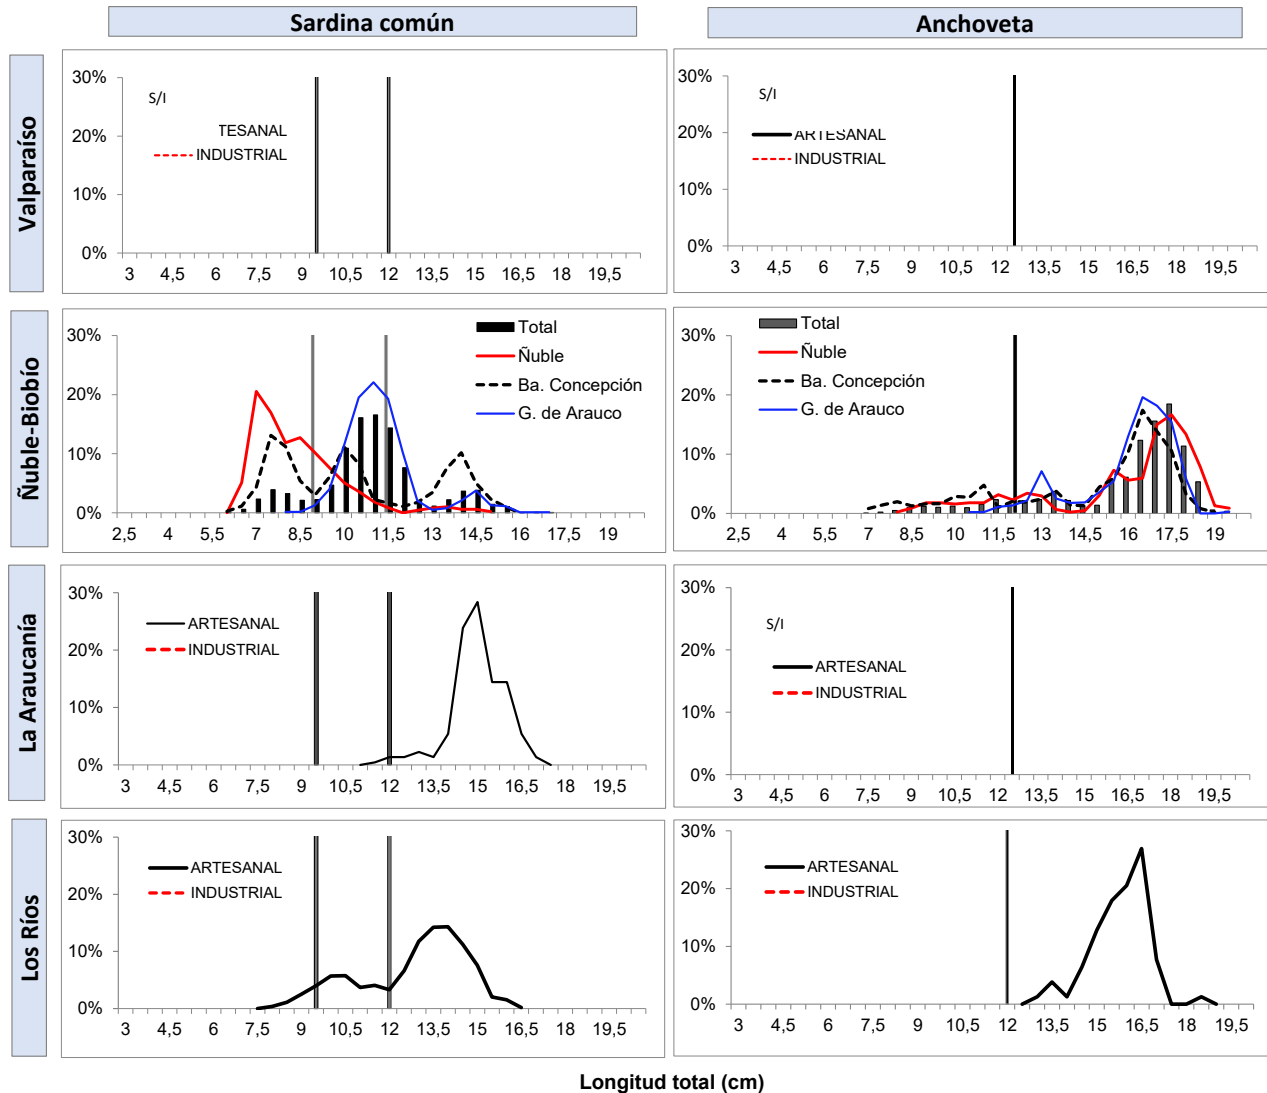 Sardina común
Anchoveta
Valparaíso
30%
20%
10%
0%
S/I
TESANAL
INDUSTRIAL
3 4,5 6 7,5 9 10,5 12 13,5 15 16,5 18 19,5
30%
20%
10%
0%
S/I
ARTESANAL
INDUSTRIAL
3 4,5 6 7,5 9 10,5 12 13,5 15 16,5 18 19,5
Ñuble-Biobío
30%
20%
10%
0%
Total
Ñuble
Ba. Concepción
G. de Arauco
2,5 4 5,5 7 8,5 10 11,5 13 14,5 16 17,5 19
30%
20%
10%
0%
Total
Ñuble
Ba. Concepción
G. de Arauco
2,5 4 5,5 7 8,5 10 11,5 13 14,5 16 17,5 19
La Araucanía
30%
20%
10%
0%
ARTESANAL
INDUSTRIAL
3 4,5 6 7,5 9 10,5 12 13,5 15 16,5 18 19,5
30%
20%
10%
0%
S/I
ARTESANAL
INDUSTRIAL
3 4,5 6 7,5 9 10,5 12 13,5 15 16,5 18 19,5
Los Ríos
30%
20%
10%
0%
ARTESANAL
INDUSTRIAL
3 4,5 6 7,5 9 10,5 12 13,5 15 16,5 18 19,5
30%
20%
10%
0%
ARTESANAL
INDUSTRIAL
3 4,5 6 7,5 9 10,5 12 13,5 15 16,5 18 19,5
Longitud total (cm)